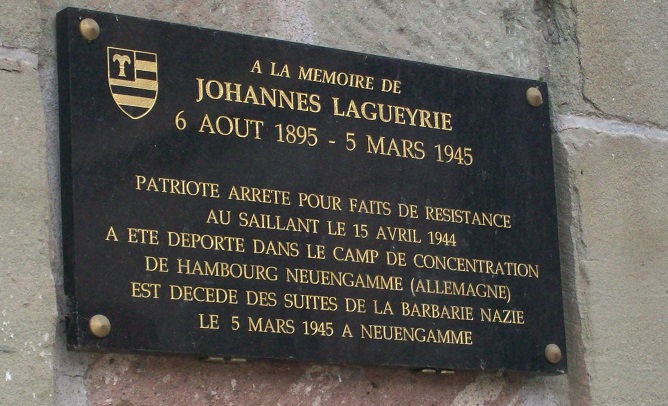 A LA MEMOIRE DE
JOHANNES LAGUEYRIE
6 AOUT 1895 - 5 MARS 1945
PATRIOTE ARRETE POUR FAITS DE RESISTANCE
AU SAILLANT LE 15 AVRIL 1944
A ETE DEPORTE DANS LE CAMP DE CONCENTRATION
DE HAMBOURG NEUENGAMME (ALLEMAGNE)
EST DECEDE DES SUITES DE LA BARBARIE NAZIE
LE 5 MARS 1945 A NEUENGAMME